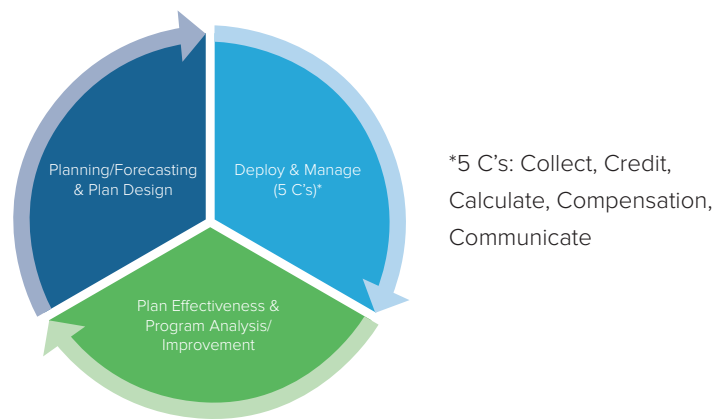 Planning/Forecasting
& Plan Design
Deploy & Manage
(5 C's)*
Plan Effectiveness &
Program Analysis/
Improvement
*5 C's: Collect, Credit,
Calculate, Compensation,
Communicate